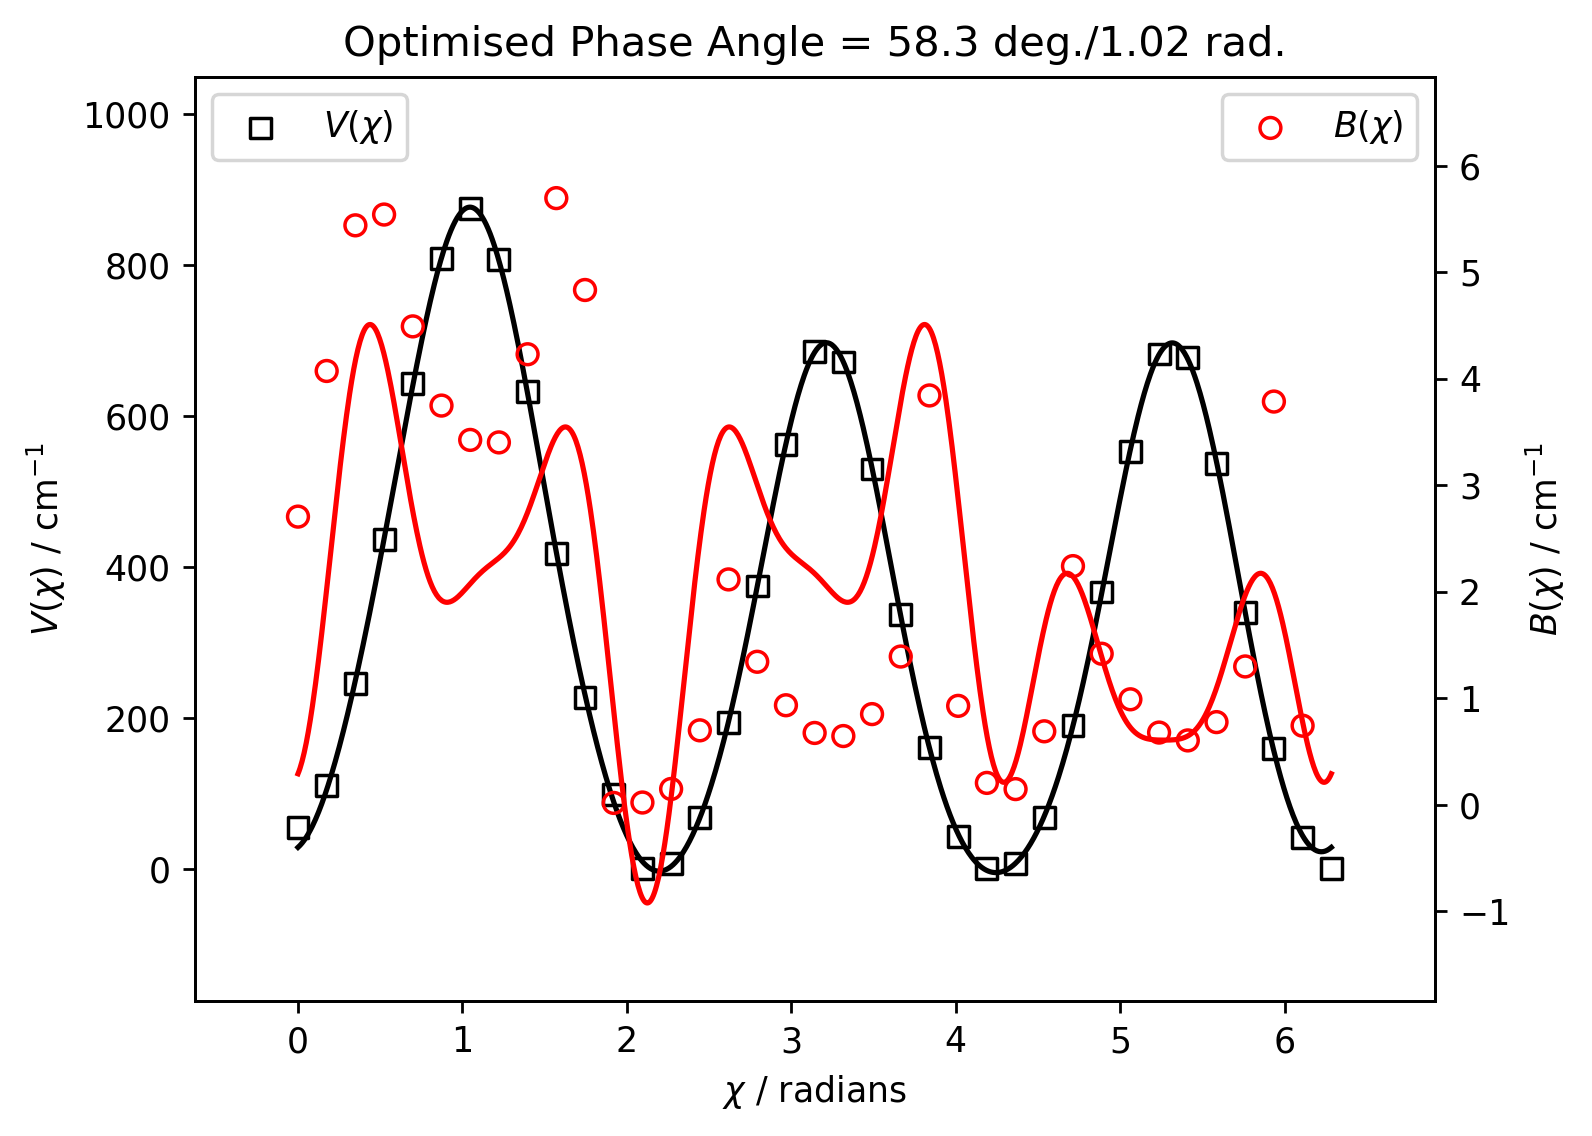 Optimised Phase Angle = 58.3 deg./1.02 rad.
V(χ)
B(χ)
1000
800
600
400
200
0
V(χ) / cm⁻¹
6
5
4
3
2
1
0
−1
B(χ) / cm⁻¹
0 1 2 3 4 5 6
χ / radians